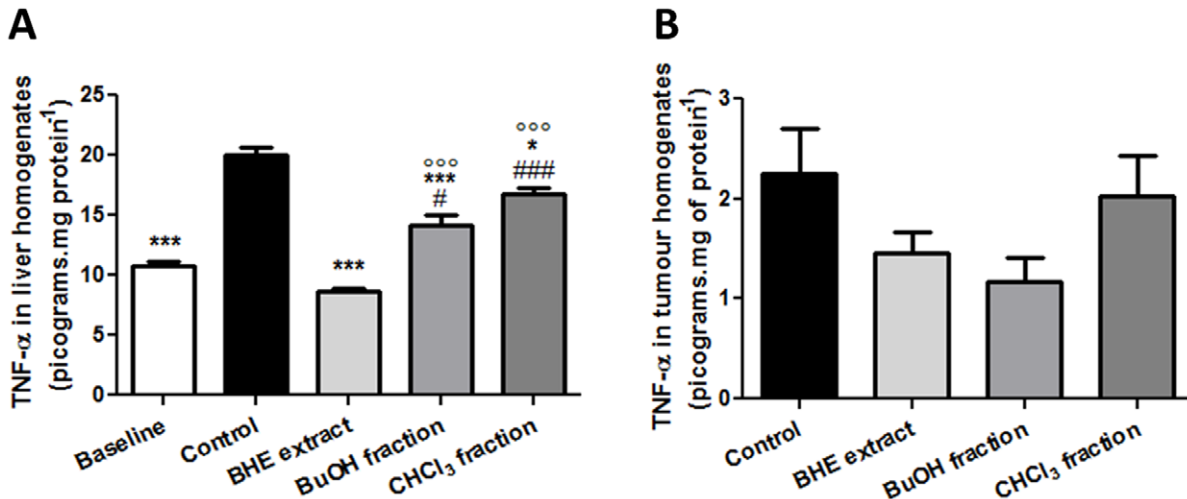 A
TNF-α in liver homogenates
(picograms.mg protein-1)
25
20
15
10
5
0
***
***
°°°
***
#
°°°
*
###
Baseline
Control
BHE extract
BuOH fraction
CHCl3 fraction
B
TNF-α in tumour homogenates
(picograms.mg of protein-1)
3
2
1
0
Control
BHE extract
BuOH fraction
CHCl3 fraction